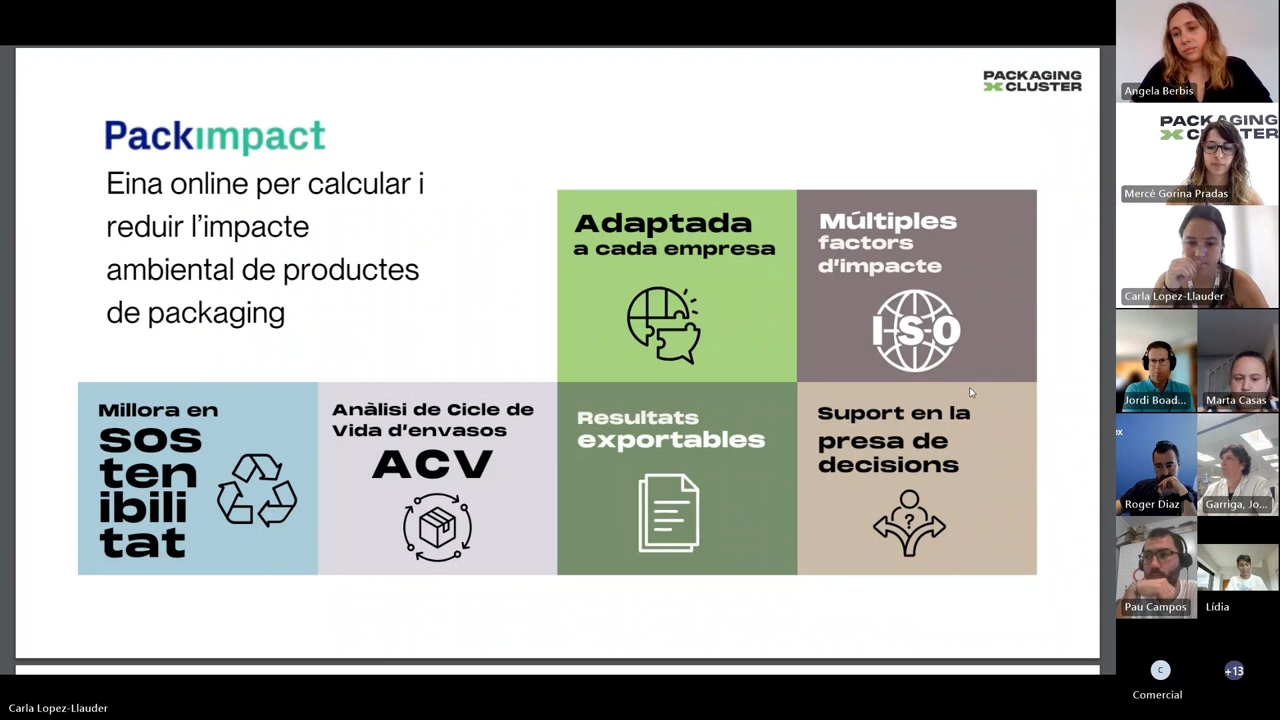 PACKAGING
CLUSTER
Packimpact
Eina online per calcular i
reduir l'impacte
ambiental de productes
de packaging
Adaptada
a cada empresa
Múltiples
factors
d'impacte
ISO
Millora en
sos
ten
ibili
tat
Anàlisi de Cicle de
Vida d'envasos
ACV
Resultats
exportables
Suport en la
presa de
decisions
?
Angela Berbis
PACKAGING
CLUSTER
Mercè Gorina Pradas
Carla Lopez-Llauder
Jordi Boad...
Marta Casas
Roger Diaz
Garriga, Jo...
Pau Campos
Lídia
C
Comercial
+13
Carla Lopez-Llauder